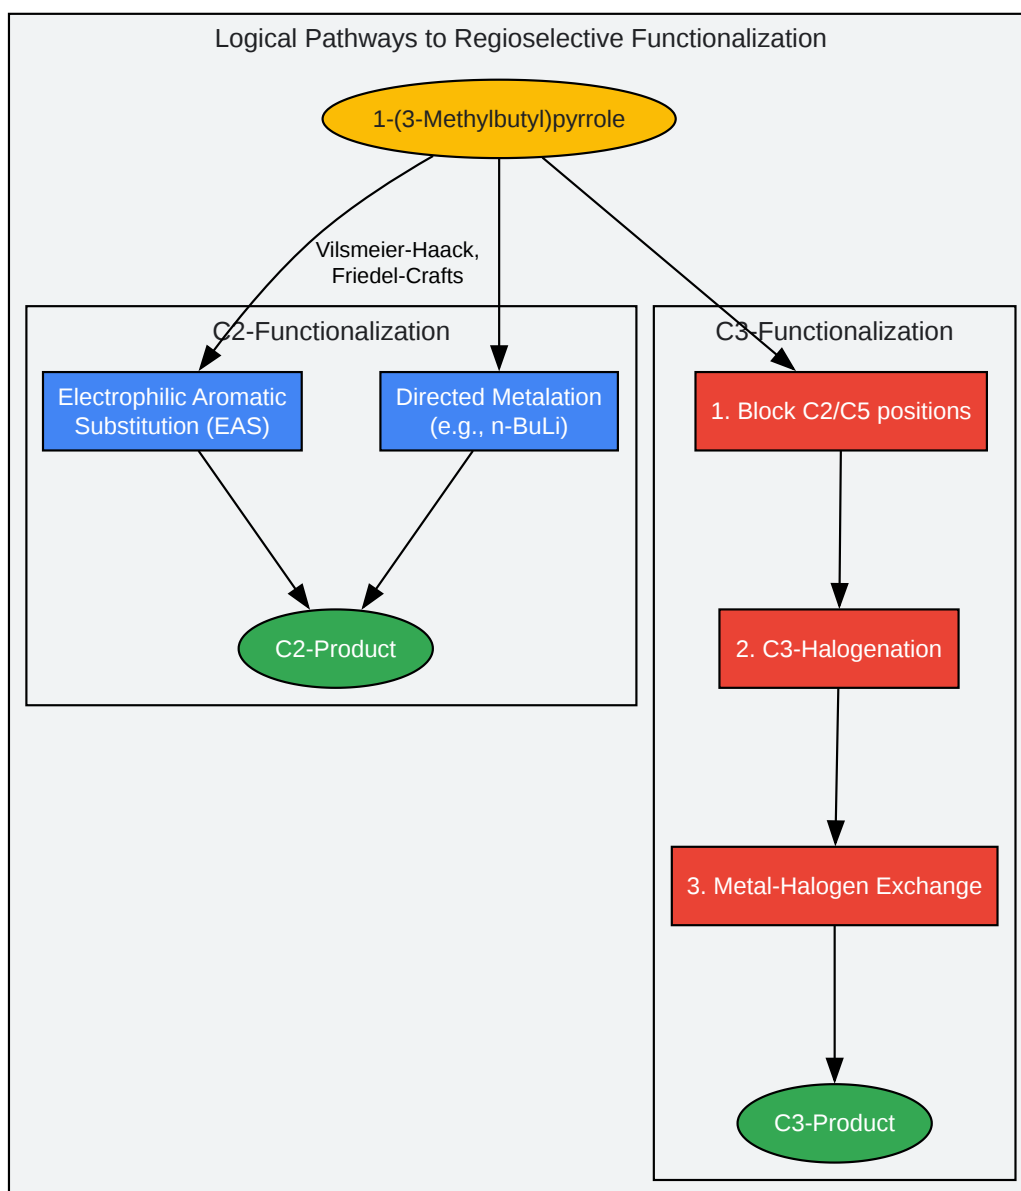 Logical Pathways to Regioselective Functionalization
1-(3-Methylbutyl)pyrrole
Vilsmeier-Haack,
Friedel-Crafts
C2-Functionalization
Electrophilic Aromatic
Substitution (EAS)
Directed Metalation
(e.g., n-BuLi)
C2-Product
C3-Functionalization
1. Block C2/C5 positions
2. C3-Halogenation
3. Metal-Halogen Exchange
C3-Product